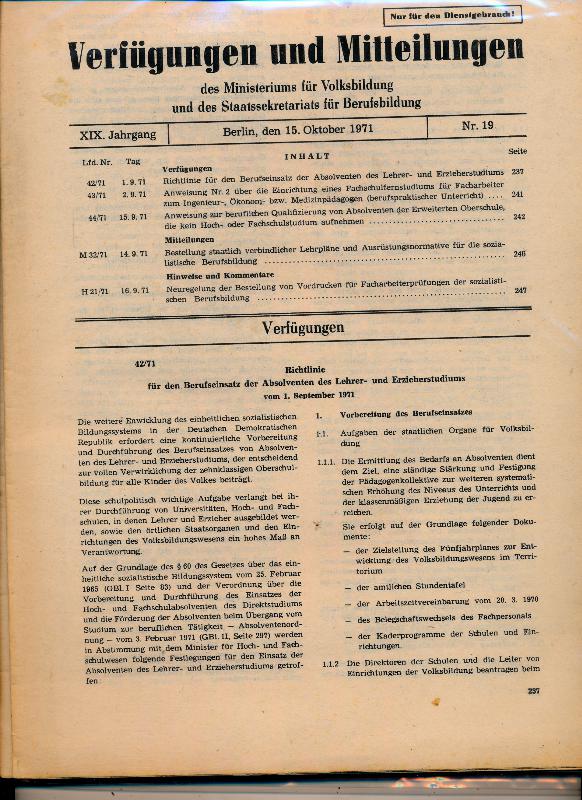 Nur für den Dienstgebrauch!
Verfügungen und Mitteilungen
des Ministeriums für Volksbildung
und des Staatssekretariats für Berufsbildung
XIX. Jahrgang
Berlin, den 15. Oktober 1971
Nr. 19
Lfd. Nr. Tag INHALT Seite
Verfügungen
42/71 1. 9. 71 Richtlinie für den Berufseinsatz der Absolventen des Lehrer- und Erzieherstudiums 237
43/71 2. 9. 71 Anweisung Nr. 2 über die Einrichtung eines Fachschulfernstudiums für Facharbeiter
zum Ingenieur-, Ökonom- bzw. Medizinpädagogen (berufspraktischer Unterricht) .... 241
44/71 15. 9. 71 Anweisung zur beruflichen Qualifizierung von Absolventen der Erweiterten Oberschule,
die kein Hoch- oder Fachschulstudium aufnehmen ........................ 242
Mitteilungen
M 32/71 14. 9. 71 Bestellung staatlich verbindlicher Lehrpläne und Ausrüstungsnormative für die sozia-
listische Berufsbildung ........................ 246
Hinweise und Kommentare
H 21/71 16. 9. 71 Neuregelung der Bestellung von Vordrucken für Facharbeiterprüfungen der sozialisti-
schen Berufsbildung ........................ 247
Verfügungen
42/71
Richtlinie
für den Berufseinsatz der Absolventen des Lehrer- und Erzieherstudiums
vom 1. September 1971
Die weitere Entwicklung des einheitlichen sozialistischen
Bildungssystems in der Deutschen Demokratischen
Republik erfordert eine kontinuierliche Vorbereitung
und Durchführung des Berufseinsatzes von Absolven-
ten des Lehrer- und Erzieherstudiums, der entscheidend
zur vollen Verwirklichung der zehnklassigen Oberschul-
bildung für alle Kinder des Volkes beiträgt.
Diese schulpolitisch wichtige Aufgabe verlangt bei ih-
rer Durchführung von Universitäten, Hoch- und Fach-
schulen, in denen Lehrer und Erzieher ausgebildet wer-
den, sowie den örtlichen Staatsorganen und den Ein-
richtungen des Volksbildungswesens ein hohes Maß an
Verantwortung.
Auf der Grundlage des § 60 des Gesetzes über das ein-
heitliche sozialistische Bildungssystem vom 25. Februar
1965 (GBl. I Seite 83) und der Verordnung über die
Vorbereitung und Durchführung des Einsatzes der
Hoch- und Fachschulabsolventen des Direktstudiums
und die Förderung der Absolventen beim Übergang vom
Studium zur beruflichen Tätigkeit – Absolventenord-
nung – vom 3. Februar 1971 (GBl. II, Seite 297) werden
in Abstimmung mit dem Minister für Hoch- und Fach-
schulwesen folgende Festlegungen für den Einsatz der
Absolventen des Lehrer- und Erzieherstudiums getrof-
fen:
1. Vorbereitung des Berufseinsatzes
1.1. Aufgaben der staatlichen Organe für Volksbil-
dung
1.1.1. Die Ermittlung des Bedarfs an Absolventen dient
dem Ziel, eine ständige Stärkung und Festigung
der Pädagogenkollektive zur weiteren systemati-
schen Erhöhung des Niveaus des Unterrichts und
der klassenmäßigen Erziehung der Jugend zu er-
reichen.
Sie erfolgt auf der Grundlage folgender Doku-
mente:
– der Zielstellung des Fünfjahrplanes zur Ent-
wicklung des Volksbildungswesens im Terri-
torium
– der amtlichen Stundentafel
– der Arbeitszeitvereinbarung vom 20. 3. 1970
– des Belegschaftswechsels des Fachpersonals
– der Kaderprogramme der Schulen und Ein-
richtungen.
1.1.2 Die Direktoren der Schulen und die Leiter von
Einrichtungen der Volksbildung beantragen beim
237